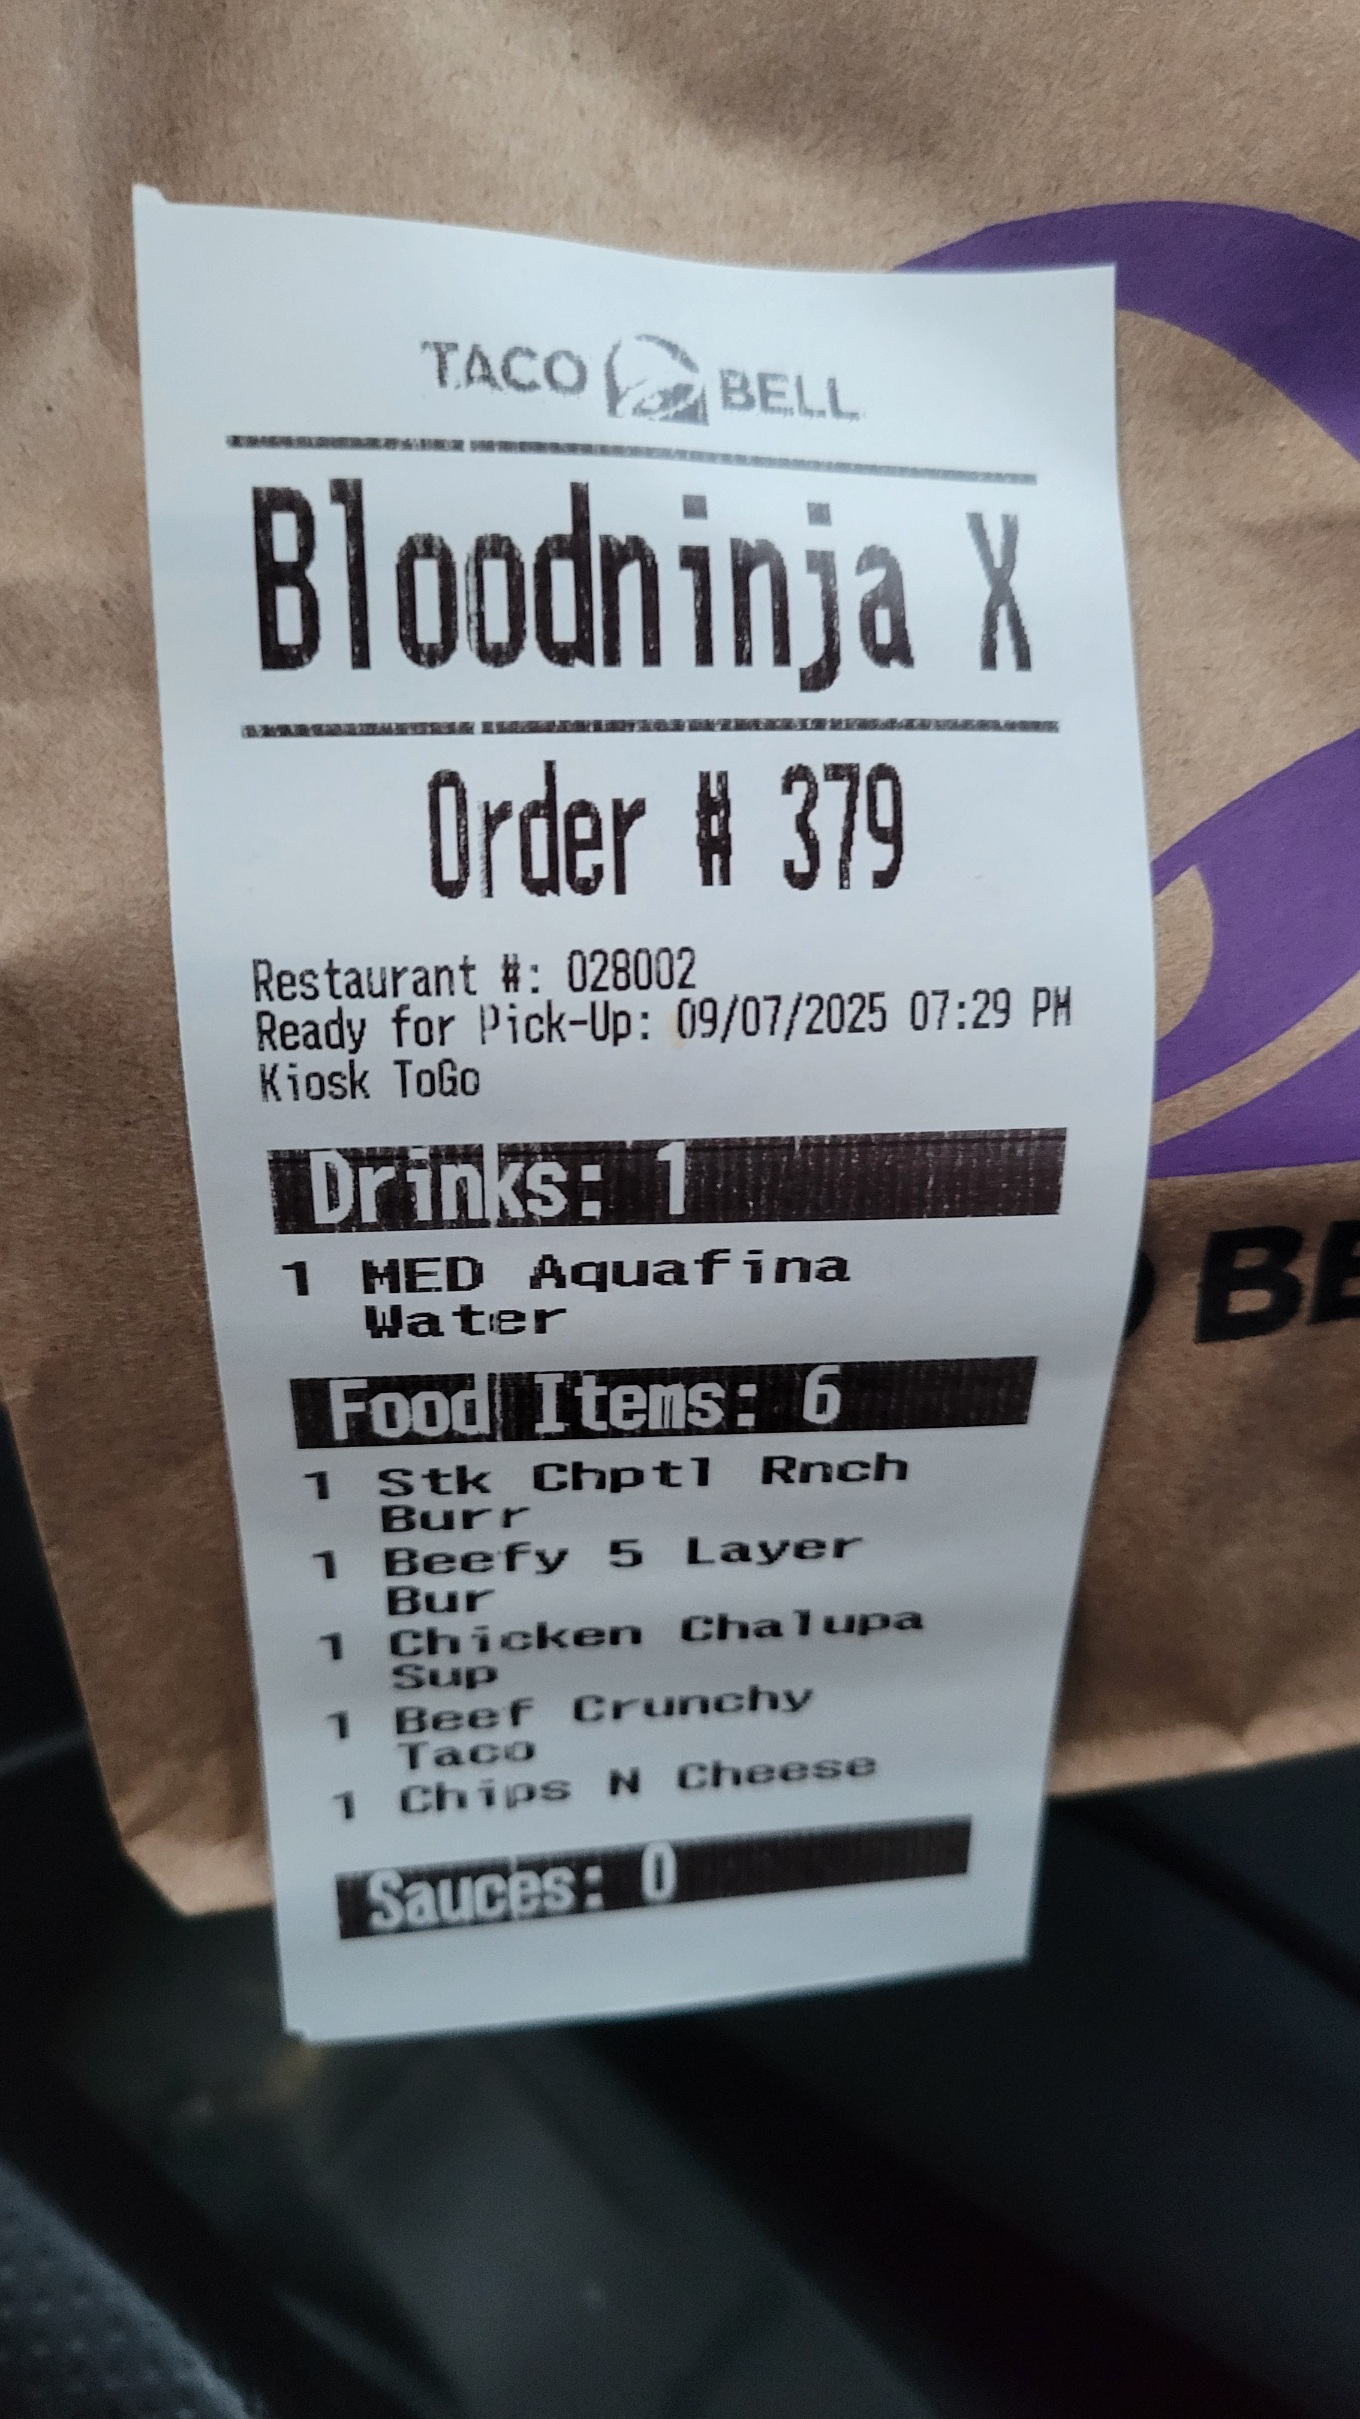 TACO BELL
Bloodninja X
Order # 379
Restaurant #: 028002
Ready for Pick-Up: 09/07/2025 07:29 PM
Kiosk ToGo
Drinks: 1
1 MED Aquafina
Water
Food Items: 6
1 Stk Chptl Rnch
Burr
1 Beefy 5 Layer
Bur
1 Chicken Chalupa
Sup
1 Beef Crunchy
Taco
1 Chips N Cheese
Sauces: 0